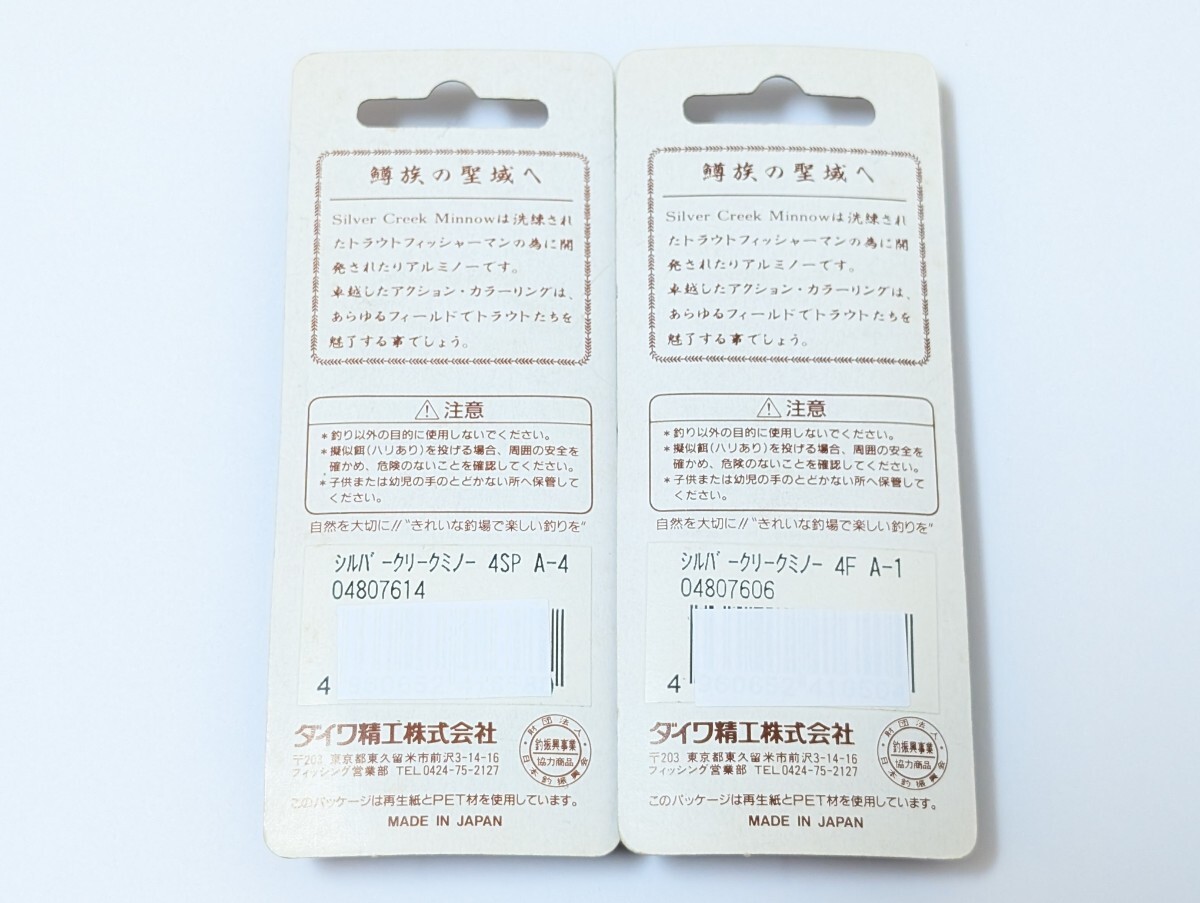 鱒族の聖域へ
Silver Creek Minnowは洗練され
たトラウトフィッシャーマンの為に開
発されたリアルミノーです。
卓越したアクション・カラーリングは、
あらゆるフィールドでトラウトたちを
魅了する事でしょう。
注意
*釣り以外の目的に使用しないでください。
*擬似餌(ハリあり)を投げる場合、周囲の安全を
確かめ、危険のないことを確認してください。
*子供または幼児の手のとどかない所へ保管して
ください。
自然を大切に//"きれいな釣場で楽しい釣りを"
シルバークリークミノー 4SP A-4
04807614
4
ダイワ精工株式会社
〒203 東京都東久留米市前沢3-14-16
フィッシング営業部 TEL0424-75-2127
財団法人
釣振興事業
協力商品
日本釣振興会
このパッケージは再生紙とPET材を使用しています。
MADE IN JAPAN
鱒族の聖域へ
Silver Creek Minnowは洗練され
たトラウトフィッシャーマンの為に開
発されたリアルミノーです。
卓越したアクション・カラーリングは、
あらゆるフィールドでトラウトたちを
魅了する事でしょう。
注意
*釣り以外の目的に使用しないでください。
*擬似餌(ハリあり)を投げる場合、周囲の安全を
確かめ、危険のないことを確認してください。
*子供または幼児の手のとどかない所へ保管して
ください。
自然を大切に//"きれいな釣場で楽しい釣りを"
シルバークリークミノー 4F A-1
04807606
4
ダイワ精工株式会社
〒203 東京都東久留米市前沢3-14-16
フィッシング営業部 TEL0424-75-2127
財団法人
釣振興事業
協力商品
日本釣振興会
このパッケージは再生紙とPET材を使用しています。
MADE IN JAPAN